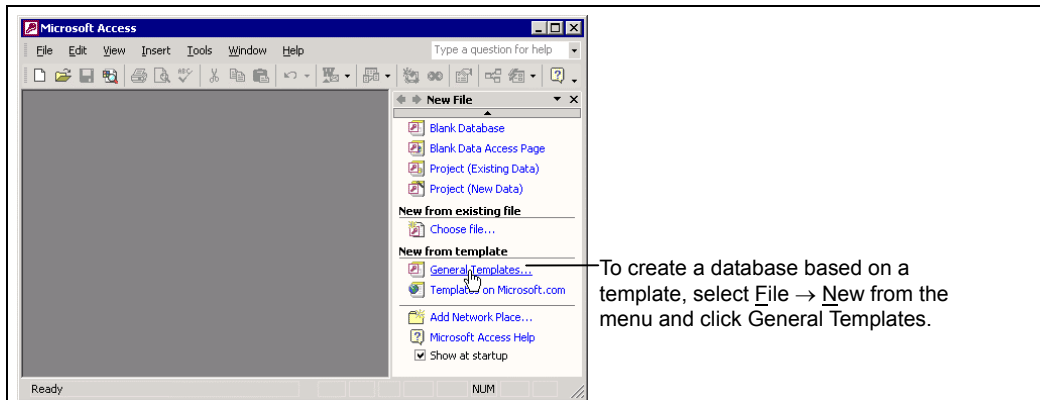 Microsoft Access
File Edit View Insert Tools Window Help
Type a question for help
New File
Blank Database
Blank Data Access Page
Project (Existing Data)
Project (New Data)
New from existing file
Choose file...
New from template
General Templates...
Templates on Microsoft.com
Add Network Place...
Microsoft Access Help
Show at startup
Ready
NUM
To create a database based on a
template, select File → New from the
menu and click General Templates.